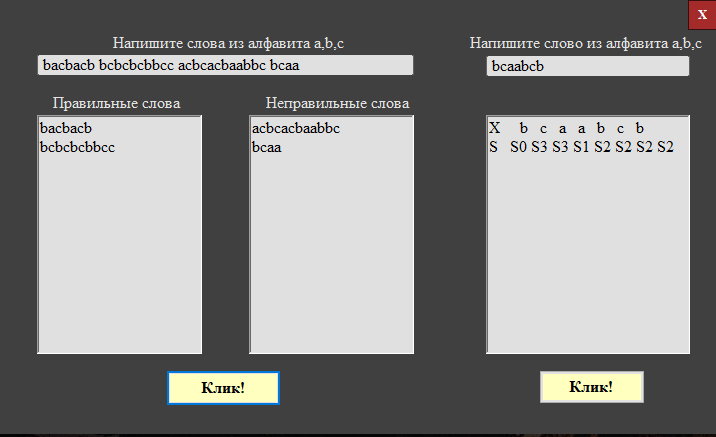 X
Напишите слова из алфавита a,b,c
bacbacb bcbcbcbbcc acbcacbaabbc bcaa
Правильные слова
bacbacb
bcbcbcbbcc
Неправильные слова
acbcacbaabbc
bcaa
Клик!
Напишите слово из алфавита a,b,c
bcaabcb
X b c a a b c b
S S0 S3 S3 S1 S2 S2 S2 S2
Клик!